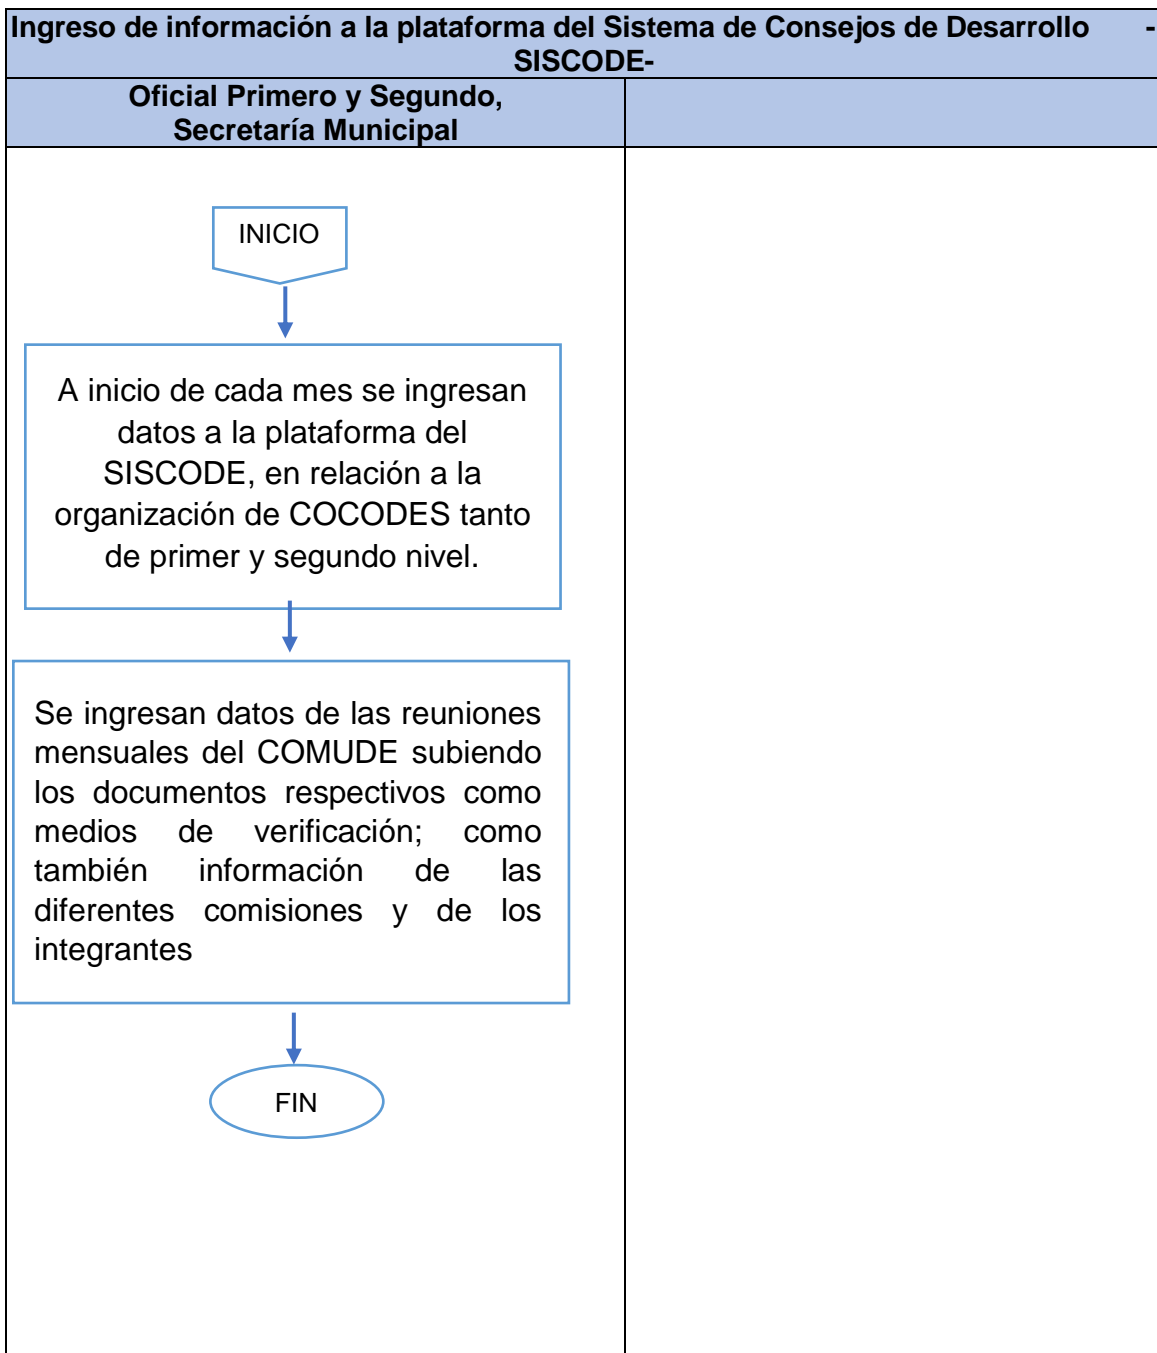 Ingreso de información a la plataforma del Sistema de Consejos de Desarrollo -
SISCODE-
Oficial Primero y Segundo,
Secretaría Municipal
INICIO
A inicio de cada mes se ingresan
datos a la plataforma del
SISCODE, en relación a la
organización de COCODES tanto
de primer y segundo nivel.
Se ingresan datos de las reuniones
mensuales del COMUDE subiendo
los documentos respectivos como
medios de verificación; como
también información de las
diferentes comisiones y de los
integrantes
FIN